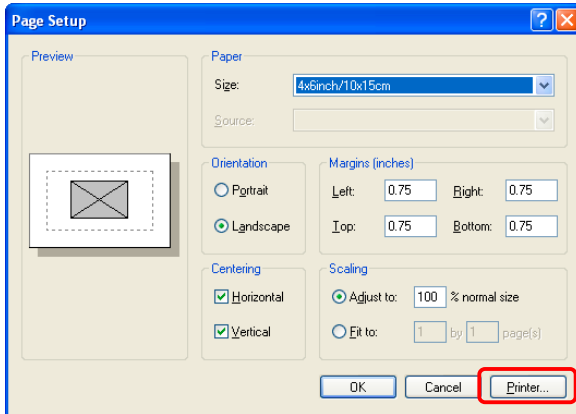 Page Setup
Preview
Paper
Size: 4x6inch/10x15cm
Source:
Orientation
Portrait
Landscape
Margins (inches)
Left: 0.75 Right: 0.75
Top: 0.75 Bottom: 0.75
Centering
Horizontal
Vertical
Scaling
Adjust to: 100 % normal size
Fit to: 1 by 1 page(s)
OK Cancel Printer...